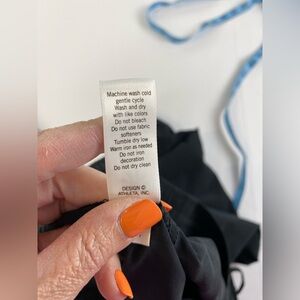 Machine wash cold
gentle cycle
Wash and dry
with like colors
Do not bleach
Do not use fabric
softeners
Tumble dry low
Warm iron as needed
Do not iron
decoration
Do not dry clean
DESIGN ©
ATHLETA, INC.